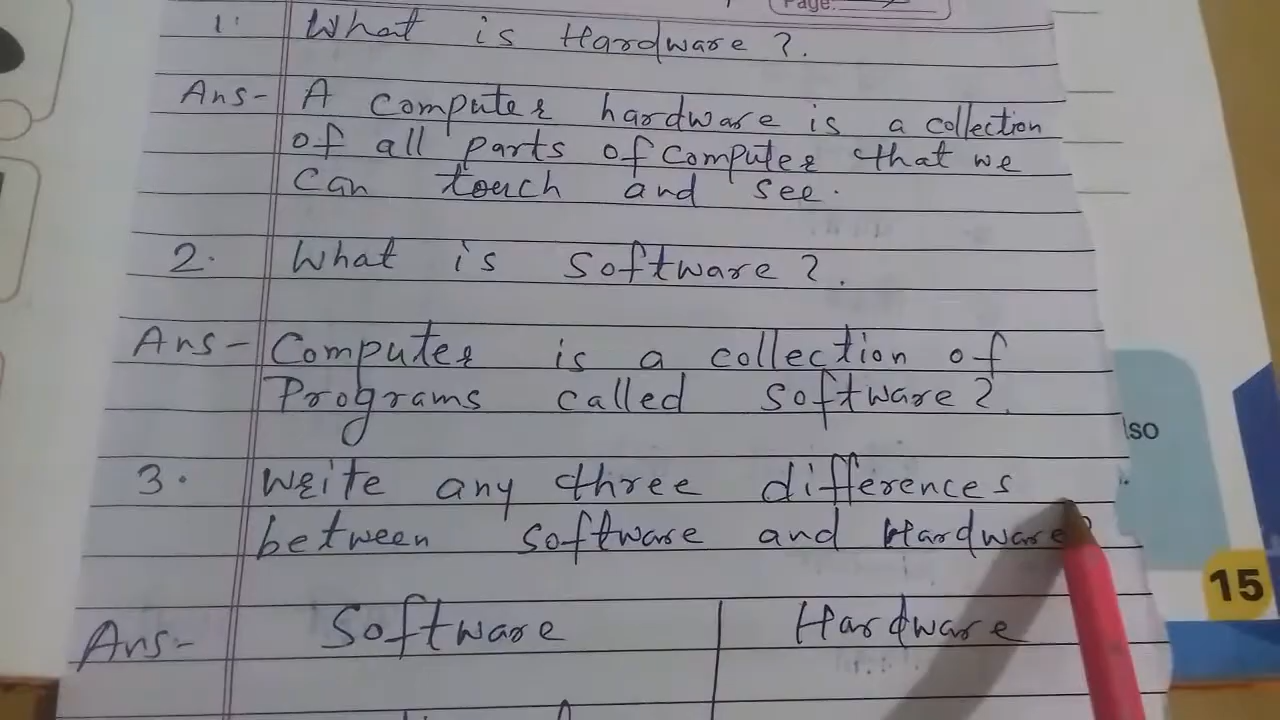 Page:
1. What is Hardware ?.
Ans- A Computer hardware is a collection
of all parts of computer that we
can touch and see.
2. What is Software ?.
Ans- Computer is a collection of
Programs called Software ?.
3. Write any three differences
between Software and Hardware?
Ans- Software Hardware
lso
15